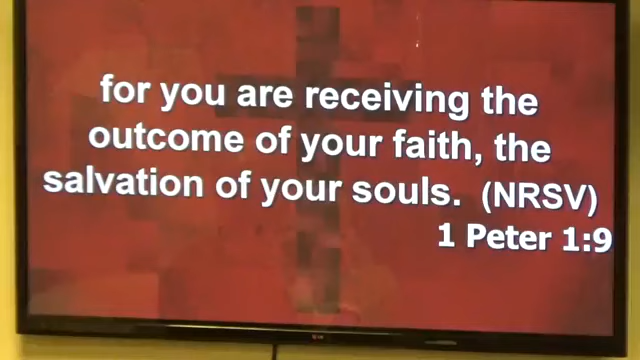 for you are receiving the
outcome of your faith, the
salvation of your souls. (NRSV)
1 Peter 1:9
LG